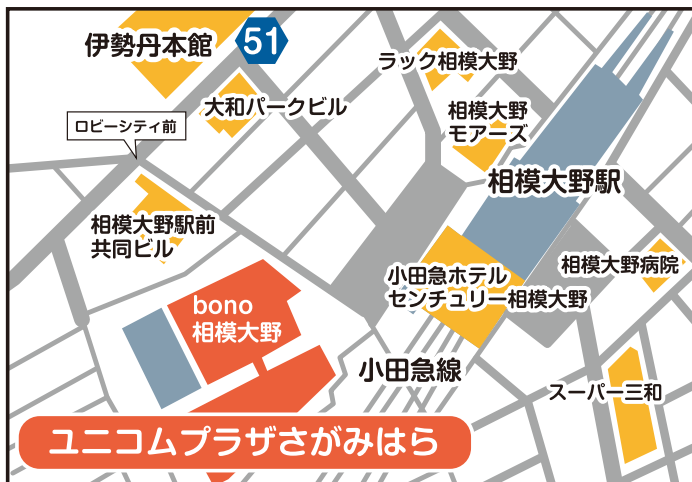 伊勢丹本館
51
ラック相模大野
大和パークビル
相模大野
モアーズ
ロビーシティ前
相模大野駅
相模大野駅前
共同ビル
小田急ホテル
センチュリー相模大野
相模大野病院
bono
相模大野
小田急線
スーパー三和
ユニコムプラザさがみはら